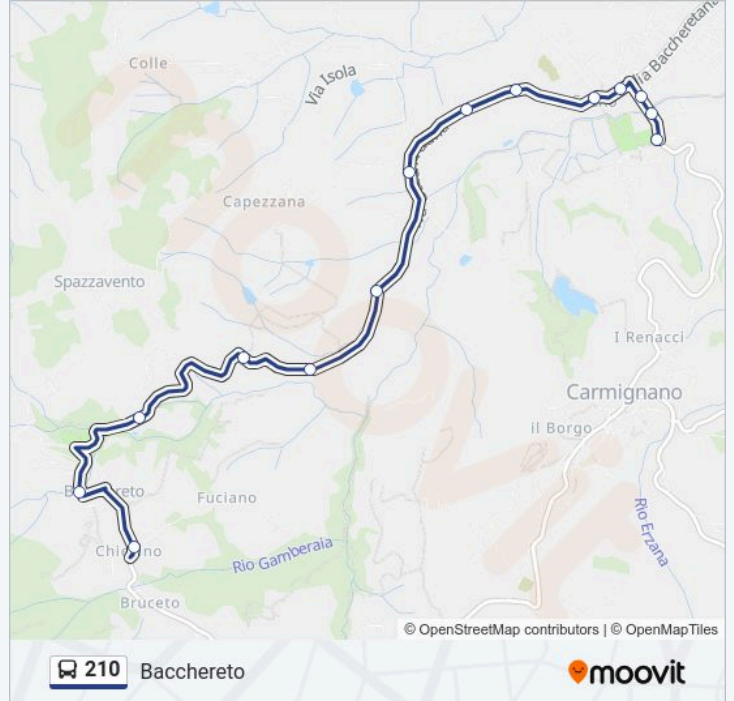 Colle
Via Isola
Via Baccheretana
Capezzana
Spazzavento
I Renacci
Carmignano
il Borgo
Fuciano
Rio Erzana
Rio Gamberaia
Bruceto
© OpenStreetMap contributors | © OpenMapTiles
210 Bacchereto
moovit